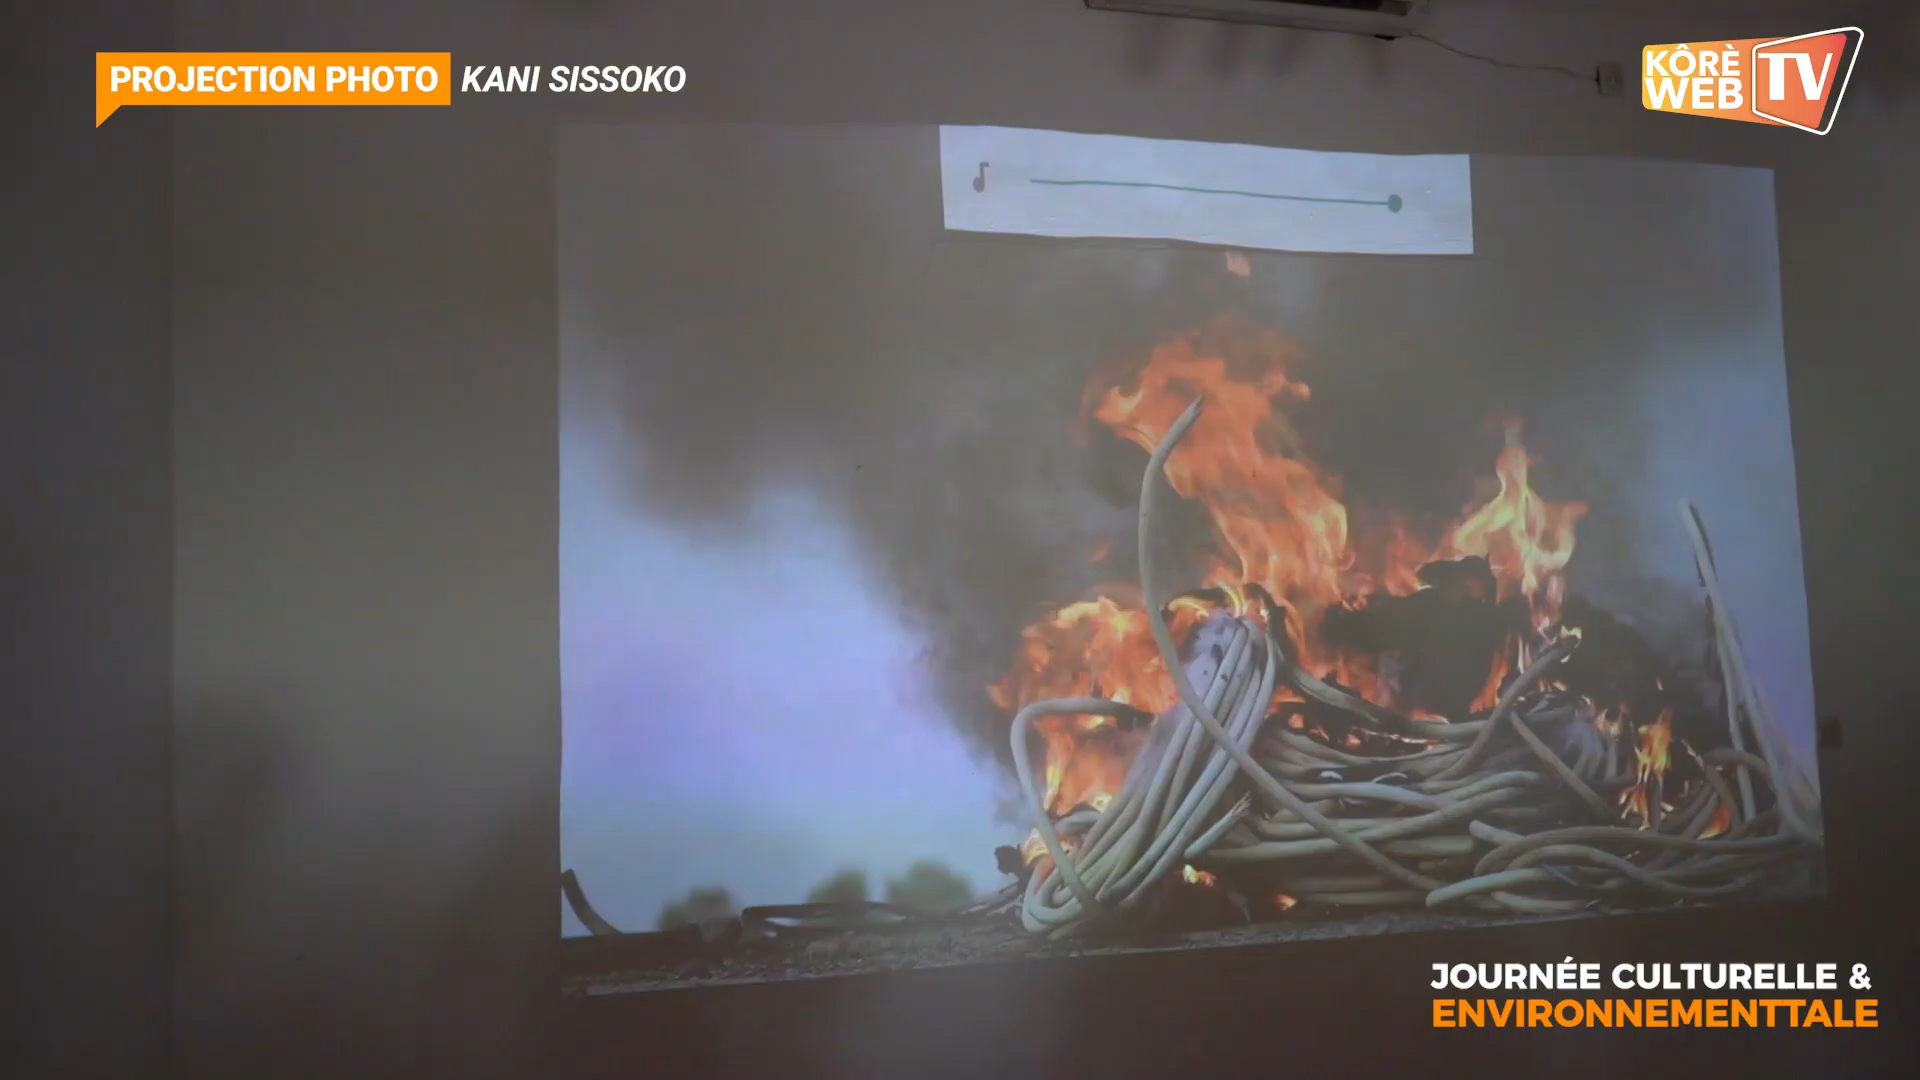 PROJECTION PHOTO KANI SISSOKO
KÔRÈ
WEB TV
JOURNÉE CULTURELLE &
ENVIRONNEMENTTALE